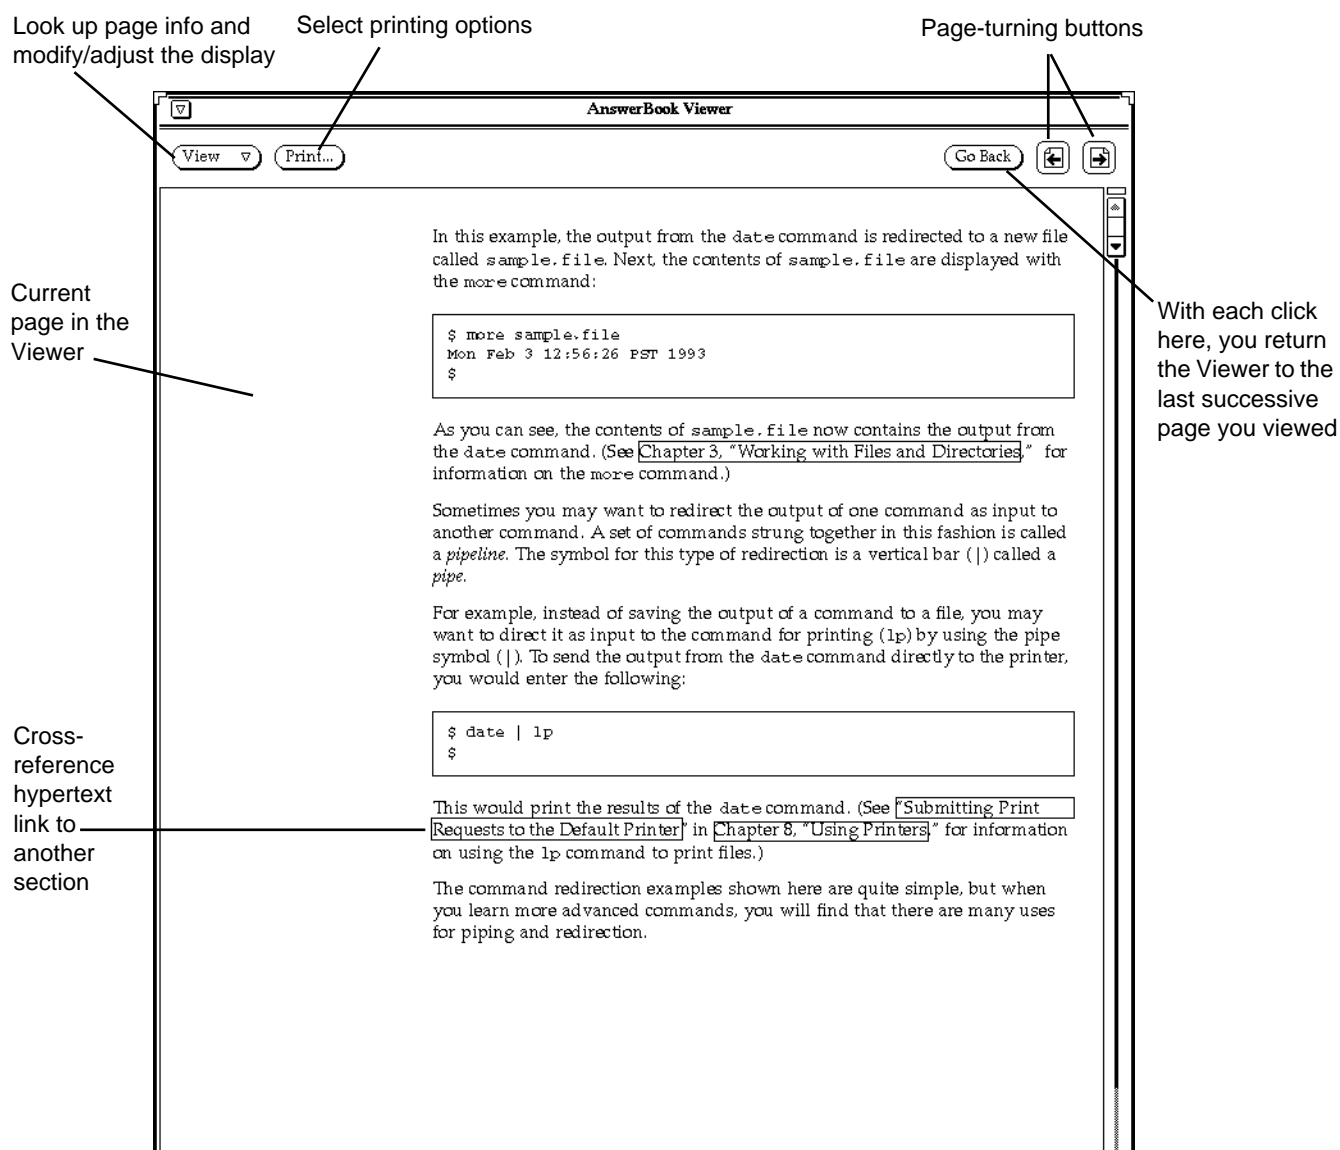 Look up page info and
modify/adjust the display
Select printing options
Page-turning buttons
AnswerBook Viewer
View
Print...
Go Back
In this example, the output from the date command is redirected to a new file
called sample.file. Next, the contents of sample.file are displayed with
the more command:
Current
page in the
Viewer
With each click
here, you return
the Viewer to the
last successive
page you viewed
$ more sample.file
Mon Feb 3 12:56:26 PST 1993
$
As you can see, the contents of sample.file now contains the output from
the date command. (See Chapter 3, “Working with Files and Directories,” for
information on the more command.)
Sometimes you may want to redirect the output of one command as input to
another command. A set of commands strung together in this fashion is called
a pipeline. The symbol for this type of redirection is a vertical bar (|) called a
pipe.
For example, instead of saving the output of a command to a file, you may
want to direct it as input to the command for printing (lp) by using the pipe
symbol (|). To send the output from the date command directly to the printer,
you would enter the following:
$ date | lp
$
Cross-
reference
hypertext
link to
another
section
This would print the results of the date command. (See “Submitting Print
Requests to the Default Printer” in Chapter 8, “Using Printers,” for information
on using the lp command to print files.)
The command redirection examples shown here are quite simple, but when
you learn more advanced commands, you will find that there are many uses
for piping and redirection.